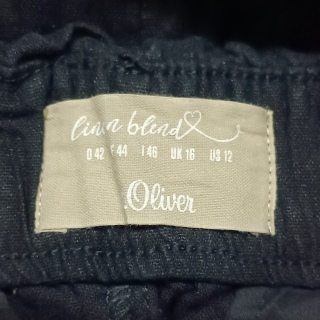 linen blend
D 42 F 44 I 46 UK 16 US 12
.Oliver